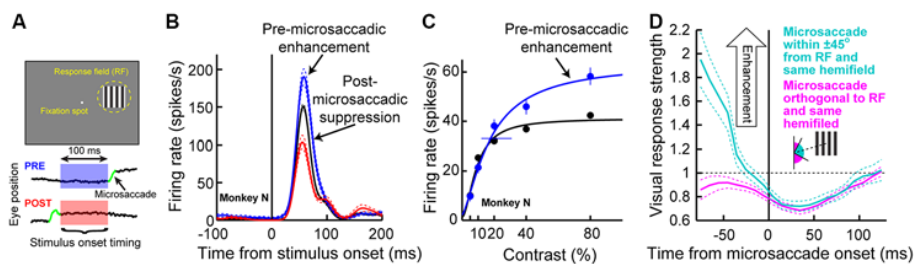 A
Response field (RF)
Fixation spot
100 ms
PRE
Microsaccade
POST
Eye position
Stimulus onset timing
B
Pre-microsaccadic
enhancement
Post-
microsaccadic
suppression
Firing rate (spikes/s)
200
150
100
50
0
Monkey N
-100
0
100
200
Time from stimulus onset (ms)
C
Pre-microsaccadic
enhancement
Firing rate (spikes/s)
60
40
20
0
Monkey N
10 20 40 80
Contrast (%)
D
Visual response strength
2.2
2
1.8
1.6
1.4
1.2
1
0.8
0.6
Enhancement
Microsaccade
within ±45°
from RF and
same hemifield
Microsaccade
orthogonal to RF
and same
hemifiled
-50 0 50 100
Time from microsaccade onset (ms)